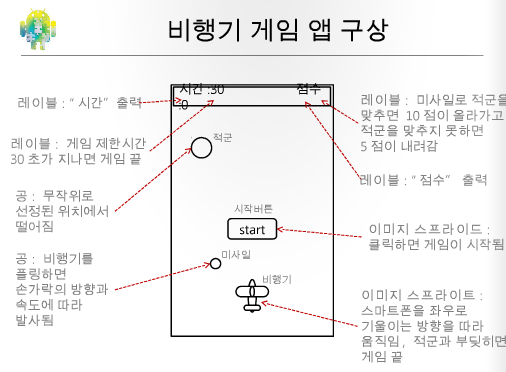 비행기 게임 앱 구상
시간 :30 점수
:0
레이블 : “ 시간” 출력
레이블 : 게임 제한시간
30 초가 지나면 게임 끝
공 : 무작위로
선정된 위치에서
떨어짐
공 : 비행기를
플링하면
손가락의 방향과
속도에 따라
발사됨
적군
시작버튼
start
미사일
비행기
레이블 : 미사일로 적군을
맞추면 10 점이 올라가고
적군을 맞추지 못하면
5 점이 내려감
레이블 : “ 점수” 출력
이미지 스프라이드 :
클릭하면 게임이 시작됨
이미지 스프라이트 :
스마트폰을 좌우로
기울이는 방향을 따라
움직임, 적군과 부딪히면
게임 끝